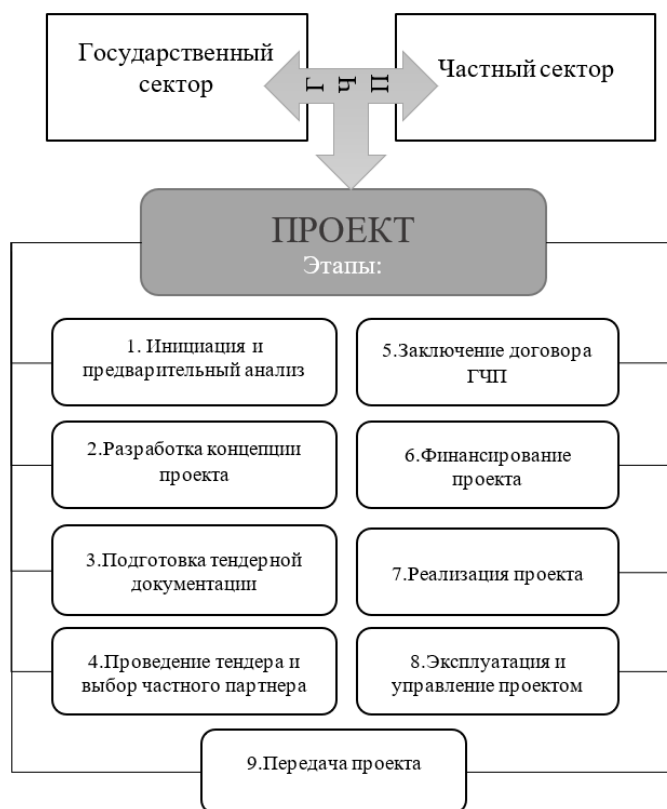 Государственный
сектор
Г Ч П
Частный сектор
ПРОЕКТ
Этапы:
1. Инициация и
предварительный анализ
2.Разработка концепции
проекта
3.Подготовка тендерной
документации
4.Проведение тендера и
выбор частного партнера
5.Заключение договора
ГЧП
6.Финансирование
проекта
7.Реализация проекта
8.Эксплуатация и
управление проектом
9.Передача проекта